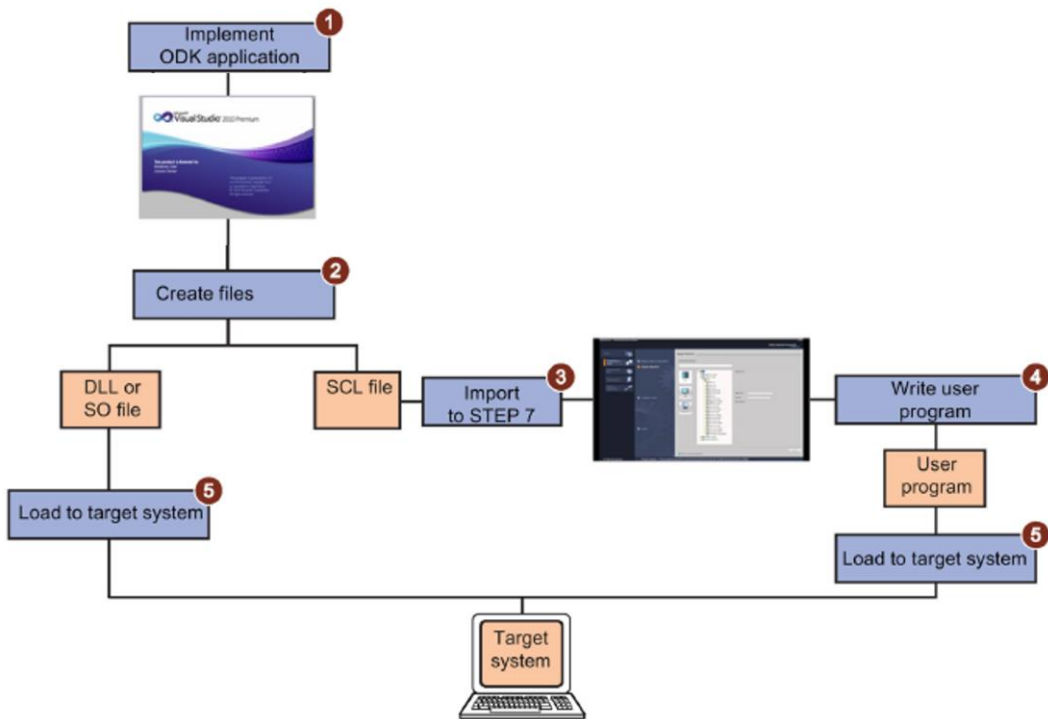 1
Implement
ODK application
Visual Studio 2010 Premium
2
Create files
DLL or
SO file
SCL file
3
Import
to STEP 7
4
Write user
program
User
program
5
Load to target system
5
Load to target system
Target
system